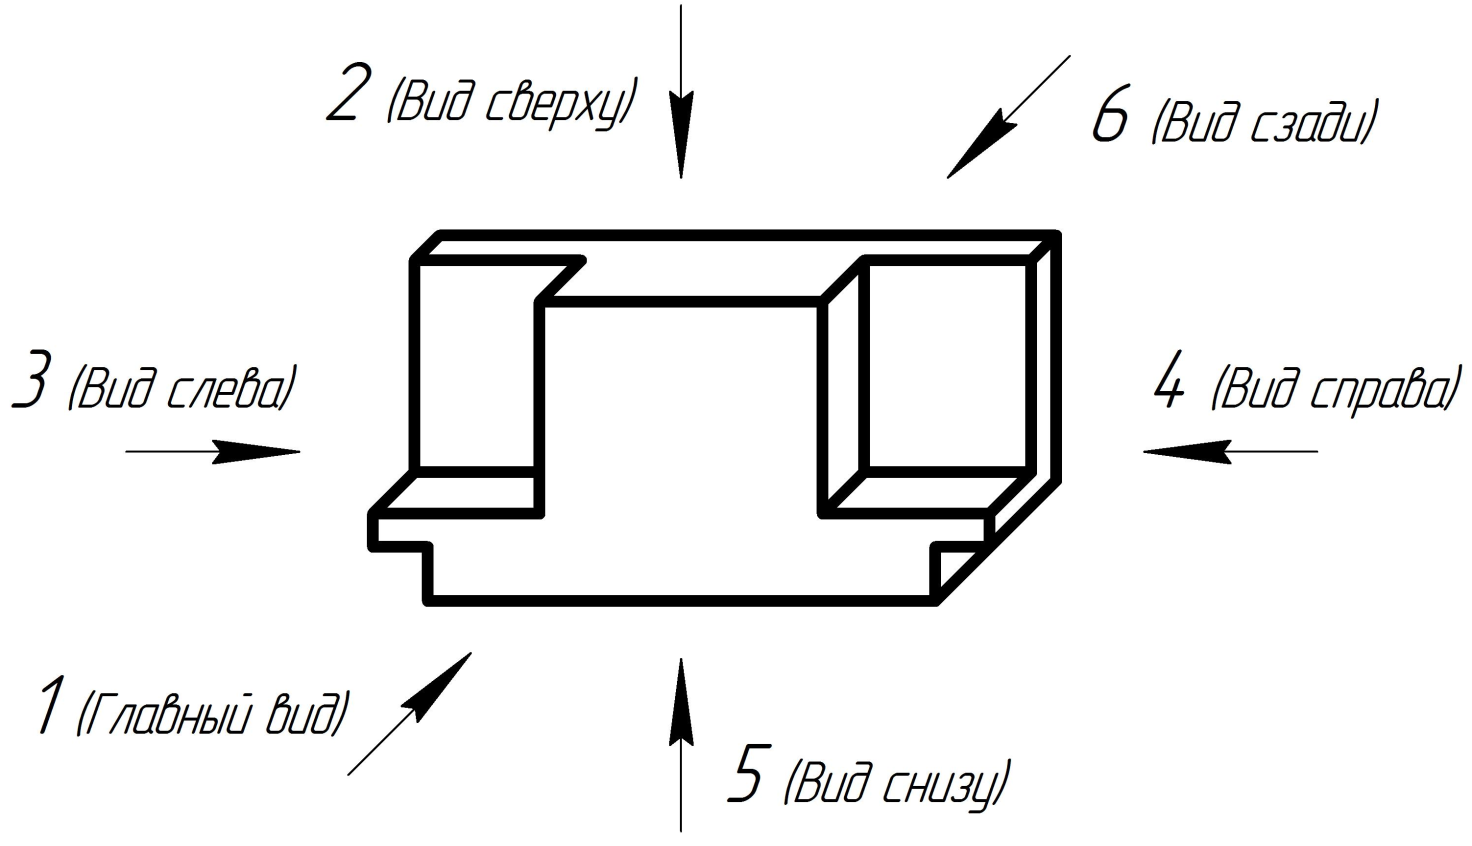 2 (Вид сверху)
6 (Вид сзади)
3 (Вид слева)
4 (Вид справа)
1 (Главный вид)
5 (Вид снизу)